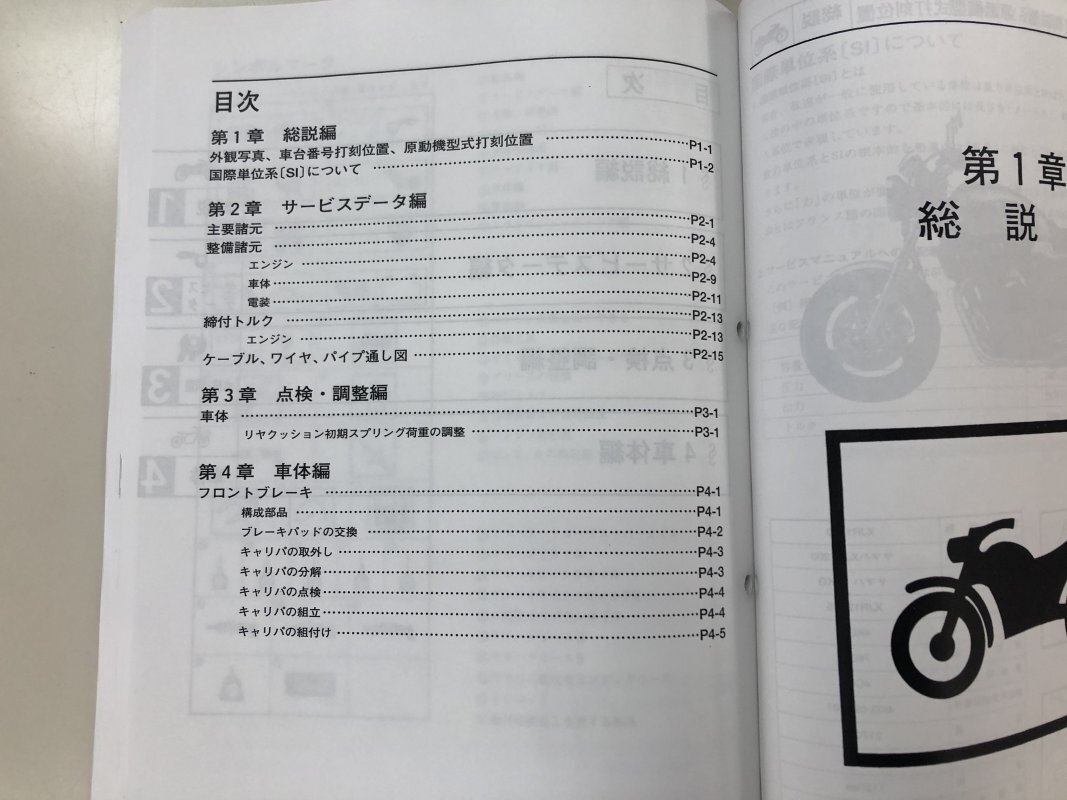 目次
第1章 総説編
外観写真、車台番号打刻位置、原動機型式打刻位置 P1-1
国際単位系〔SI〕について P1-2
第2章 サービスデータ編
主要諸元 P2-1
整備諸元 P2-4
エンジン P2-4
車体 P2-9
電装 P2-11
締付トルク P2-13
エンジン P2-13
ケーブル、ワイヤ、パイプ通し図 P2-15
第3章 点検・調整編
車体 P3-1
リヤクッション初期スプリング荷重の調整 P3-1
第4章 車体編
フロントブレーキ P4-1
構成部品 P4-1
ブレーキパッドの交換 P4-2
キャリパの取外し P4-3
キャリパの分解 P4-3
キャリパの点検 P4-4
キャリパの組立 P4-4
キャリパの組付け P4-5
第1章
総説